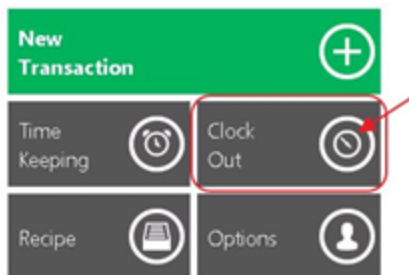 New
Transaction
Time
Keeping
Clock
Out
Recipe
Options